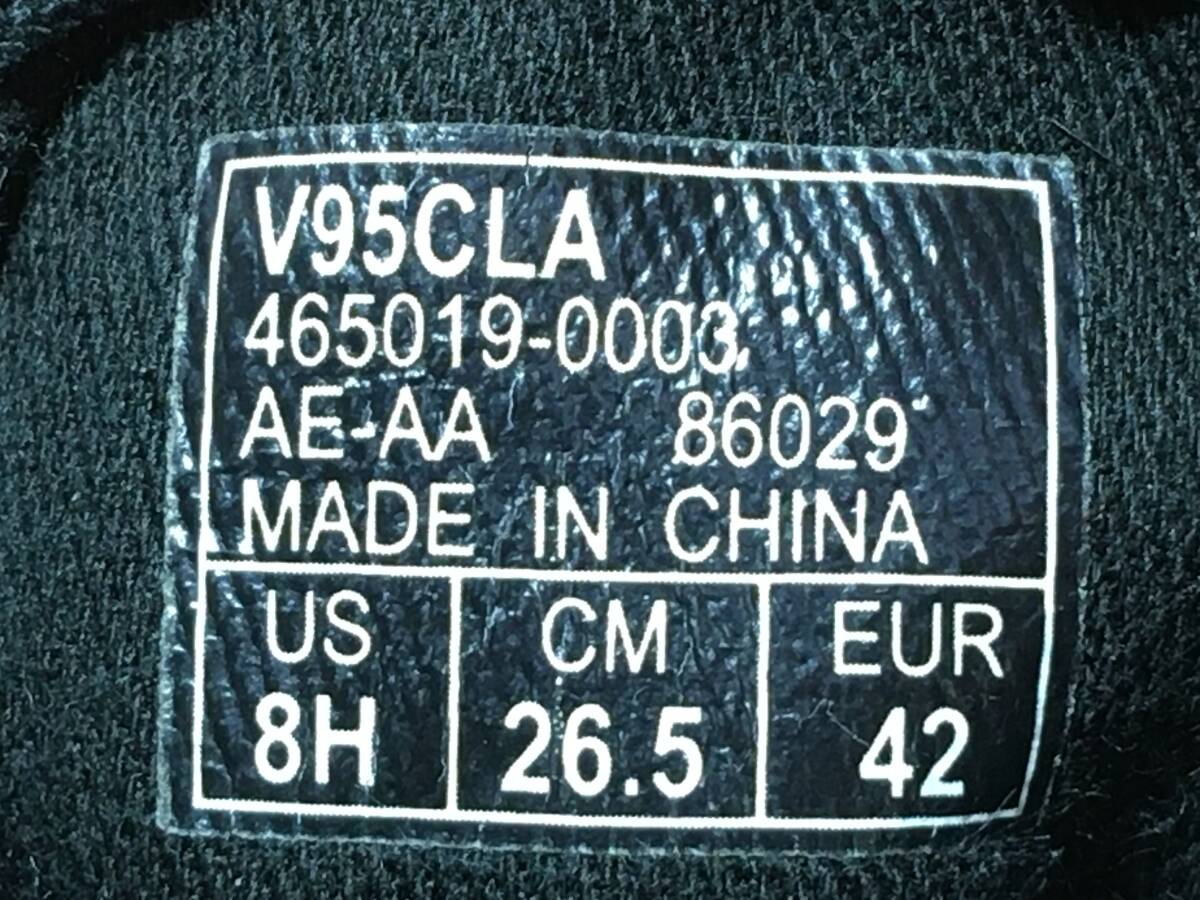 V95CLA
465019-0003
AE-AA 86029
MADE IN CHINA
US CM EUR
8H 26.5 42